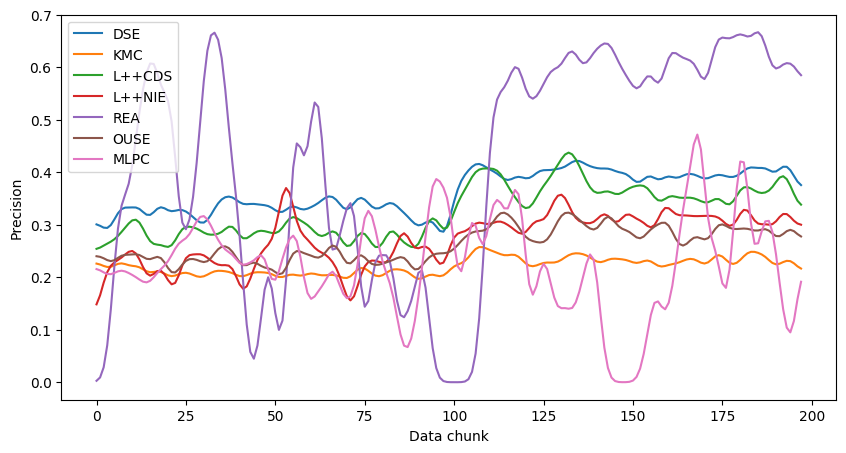 0.7
0.6
0.5
0.4
0.3
0.2
0.1
0.0
Precision
DSE
KMC
L++CDS
L++NIE
REA
OUSE
MLPC
0 25 50 75 100 125 150 175 200
Data chunk